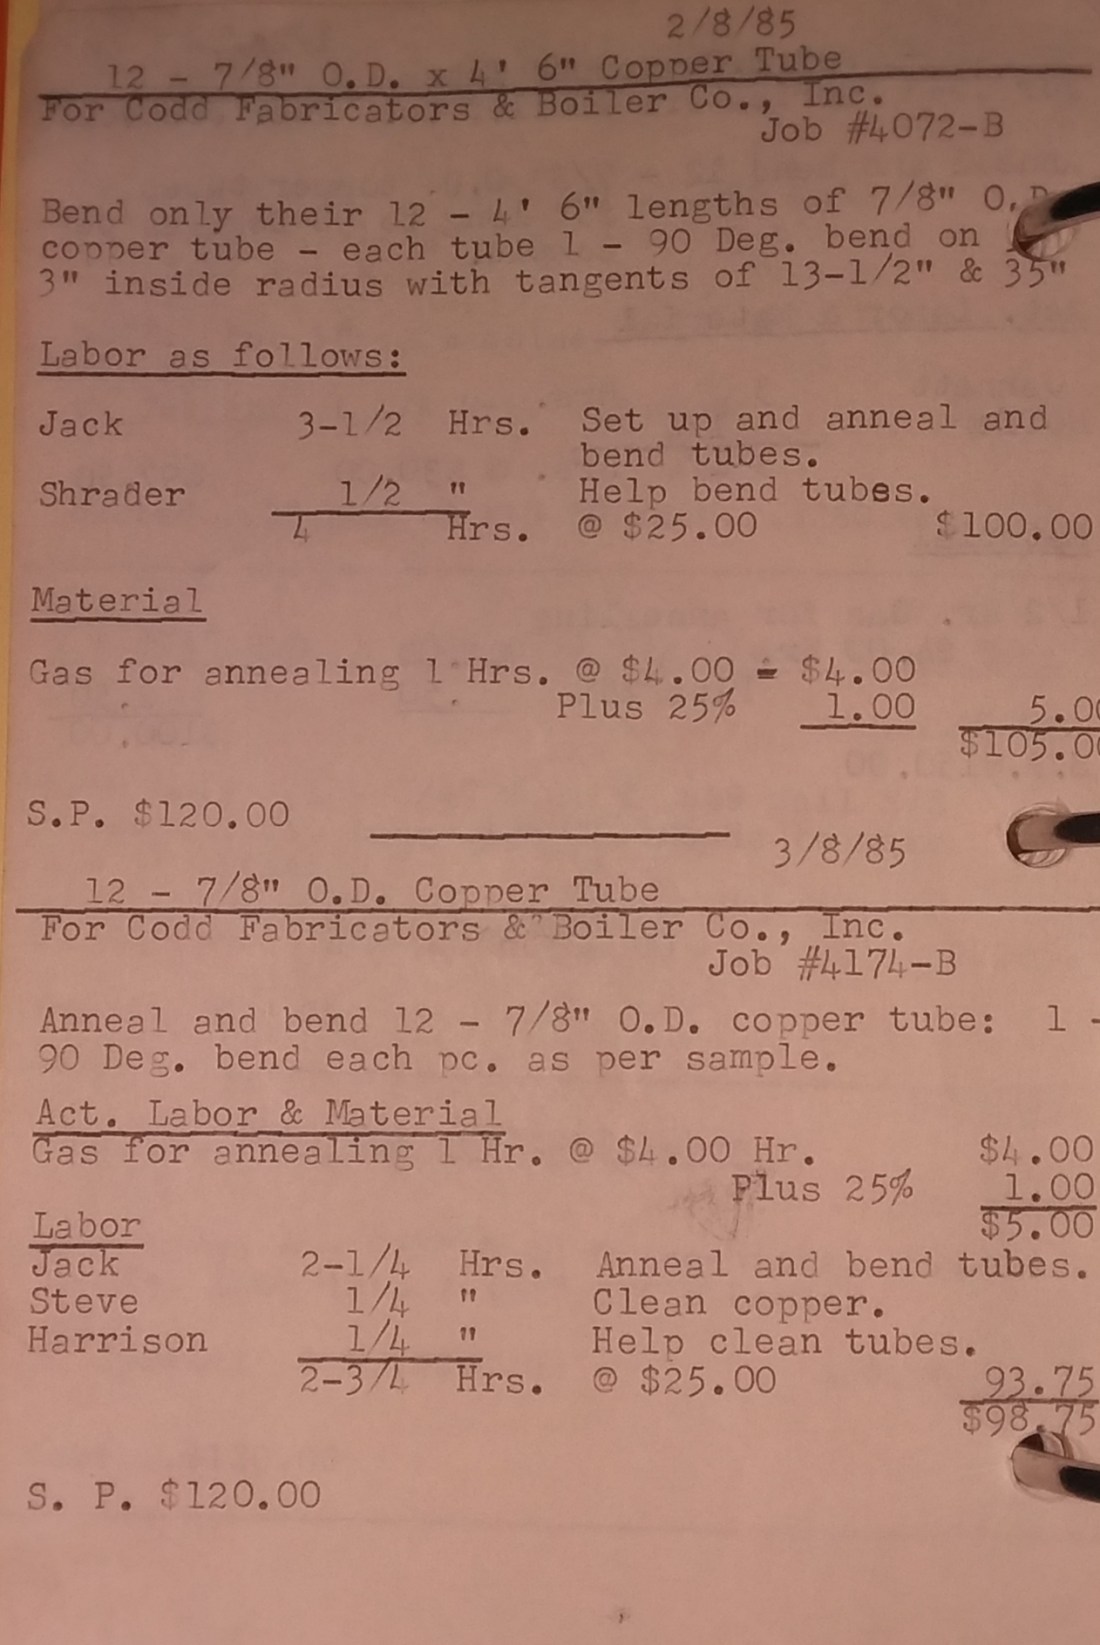 2/8/85
12 - 7/8" O.D. x 4' 6" Copper Tube
For Codd Fabricators & Boiler Co., Inc.
Job #4072-B
Bend only their 12 - 4' 6" lengths of 7/8" O.D
copper tube - each tube 1 - 90 Deg. bend on
3" inside radius with tangents of 13-1/2" & 35"
Labor as follows:
Jack 3-1/2 Hrs. Set up and anneal and
bend tubes.
Shrader 1/2 " Help bend tubes.
4 Hrs. @ $25.00 $100.00
Material
Gas for annealing 1 Hrs. @ $4.00 = $4.00
Plus 25% 1.00 5.00
$105.00
S.P. $120.00
3/8/85
12 - 7/8" O.D. Copper Tube
For Codd Fabricators & Boiler Co., Inc.
Job #4174-B
Anneal and bend 12 - 7/8" O.D. copper tube: 1 -
90 Deg. bend each pc. as per sample.
Act. Labor & Material
Gas for annealing 1 Hr. @ $4.00 Hr. $4.00
Plus 25% 1.00
$5.00
Labor
Jack 2-1/4 Hrs. Anneal and bend tubes.
Steve 1/4 " Clean copper.
Harrison 1/4 " Help clean tubes.
2-3/4 Hrs. @ $25.00 93.75
$98.75
S. P. $120.00